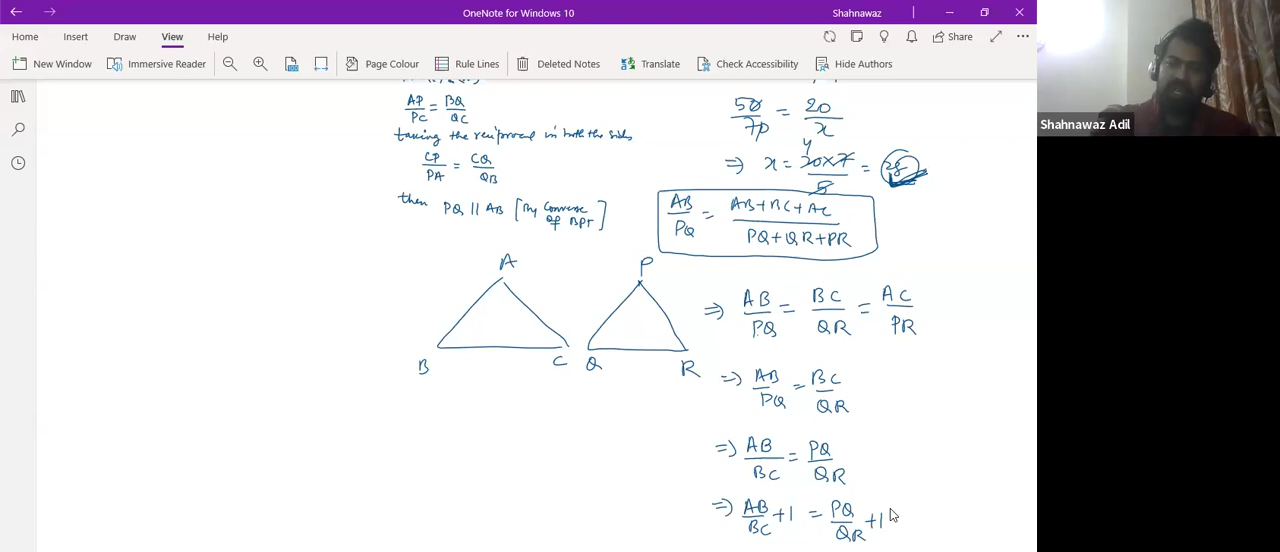 OneNote for Windows 10
Shahnawaz
Home Insert Draw View Help
Share
New Window Immersive Reader Page Colour Rule Lines Deleted Notes Translate Check Accessibility Hide Authors
Shahnawaz Adil
AP/PC = BQ/QC
taking the reciprocal in both the sides
CP/PA = CQ/QB
then PQ || AB [By Converse of BPT]
A
B
C
P
Q
R
50/70 = 20/x
⇒ x = 20×7/5 = 28
4
AB/PQ = AB+BC+AC/PQ+QR+PR
⇒ AB/PQ = BC/QR = AC/PR
⇒ AB/PQ = BC/QR
⇒ AB/BC = PQ/QR
⇒ AB/BC +1 = PQ/QR +1